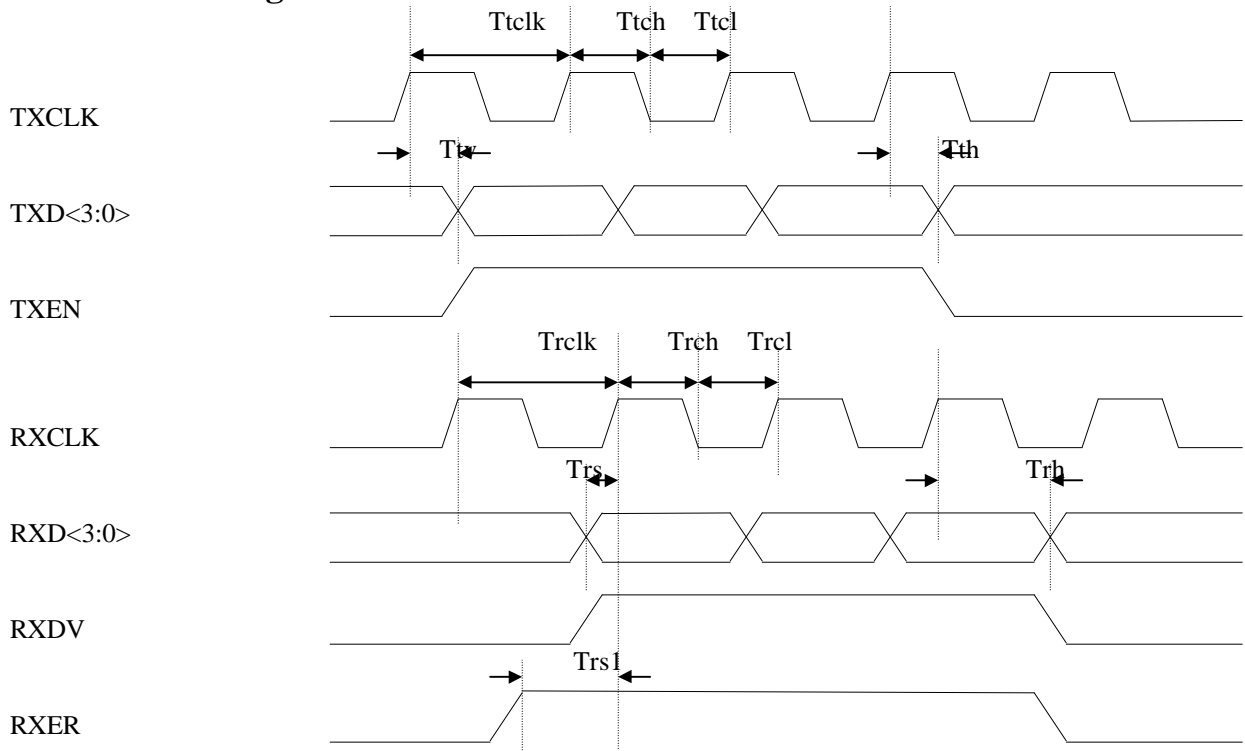 Ttclk Ttch Ttcl
TXCLK
Ttv Tth
TXD<3:0>
TXEN
Trclk Trch Trcl
RXCLK
Trs Trh
RXD<3:0>
RXDV
Trs1
RXER